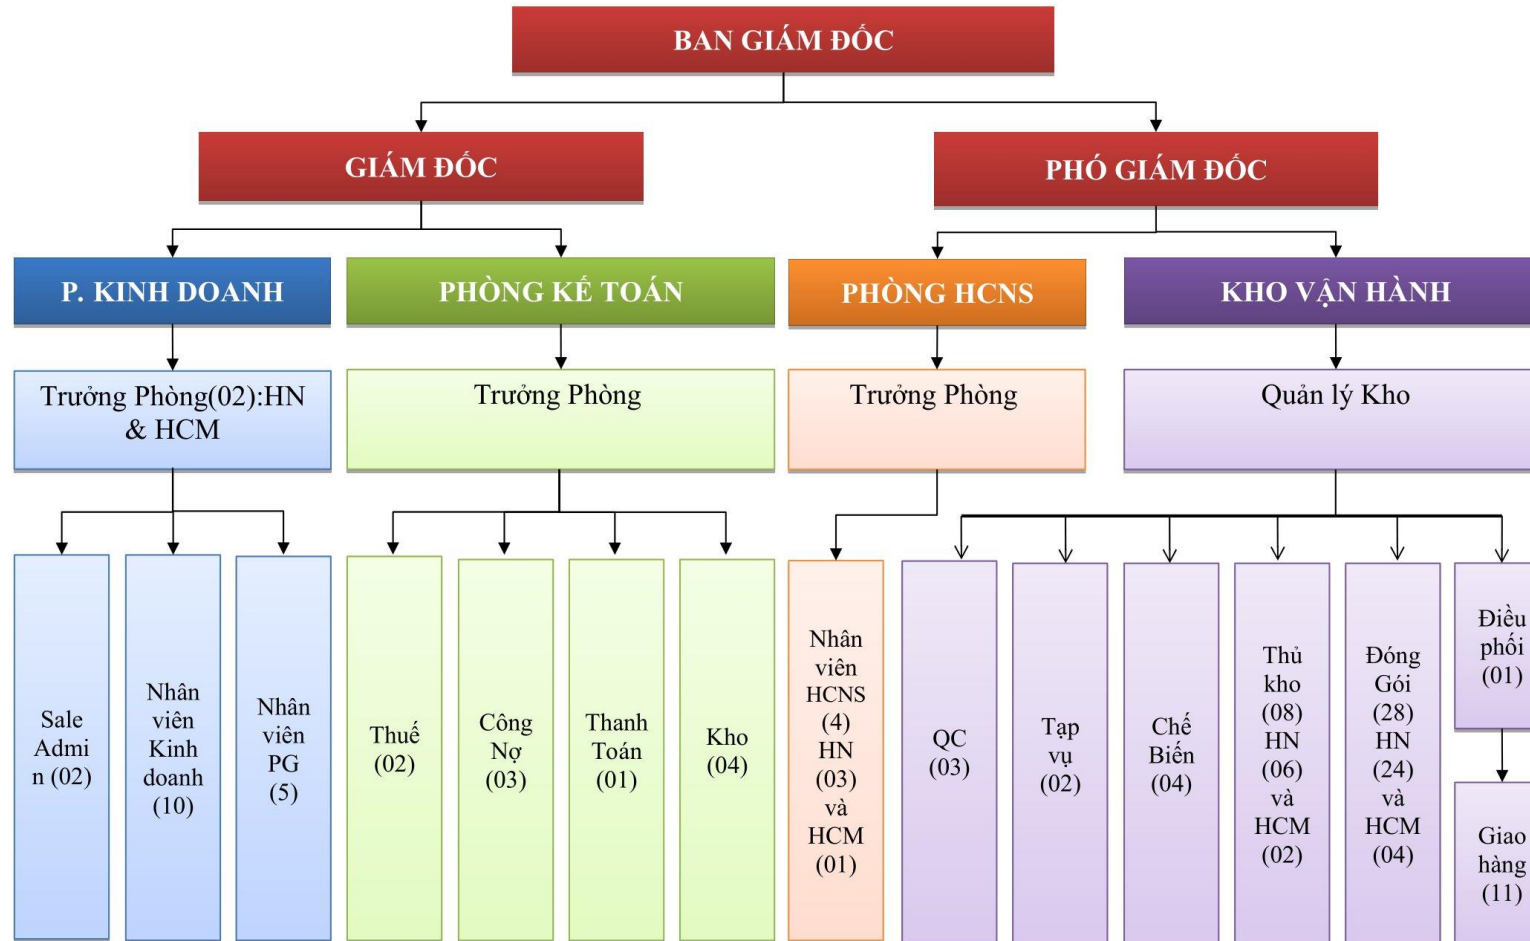 BAN GIÁM ĐỐC
GIÁM ĐỐC
PHÓ GIÁM ĐỐC
P. KINH DOANH
PHÒNG KẾ TOÁN
PHÒNG HCNS
KHO VẬN HÀNH
Trưởng Phòng(02):HN
& HCM
Trưởng Phòng
Trưởng Phòng
Quản lý Kho
Sale
Admi
n (02)
Nhân
viên
Kinh
doanh
(10)
Nhân
viên
PG
(5)
Thuế
(02)
Công
Nợ
(03)
Thanh
Toán
(01)
Kho
(04)
Nhân
viên
HCNS
(4)
HN
(03)
và
HCM
(01)
QC
(03)
Tạp
vụ
(02)
Chế
Biến
(04)
Thủ
kho
(08)
HN
(06)
và
HCM
(02)
Đóng
Gói
(28)
HN
(24)
và
HCM
(04)
Điều
phối
(01)
Giao
hàng
(11)